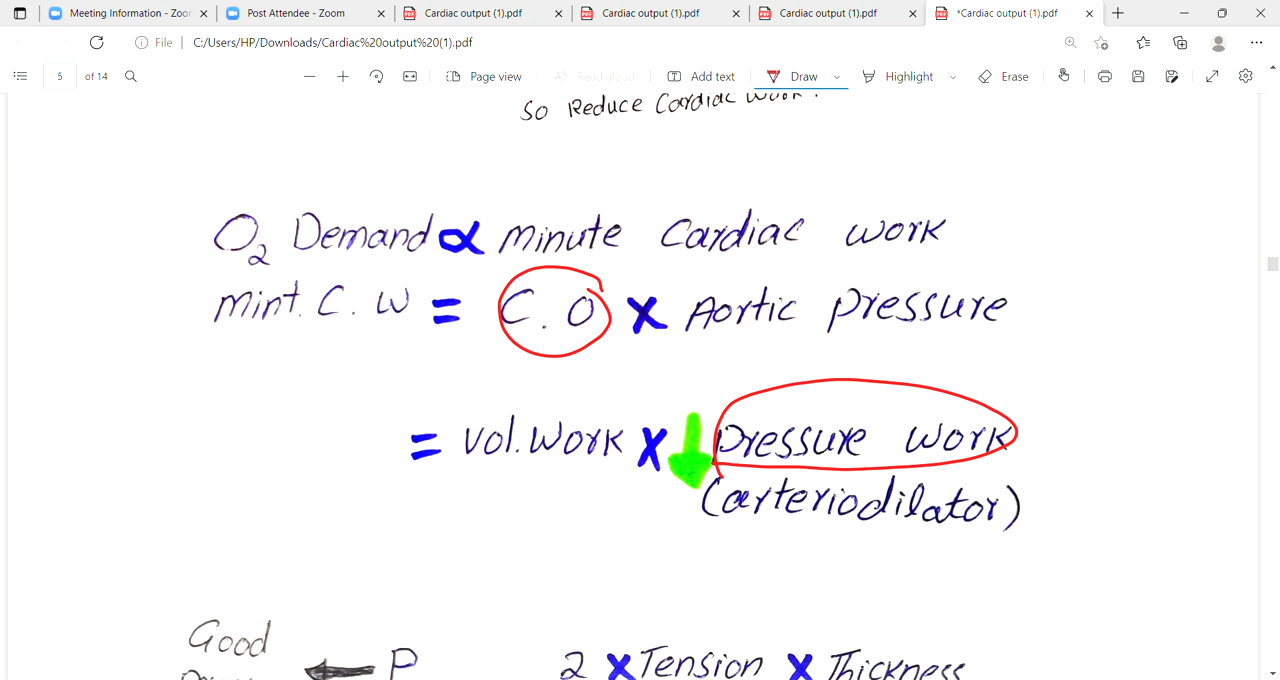 Meeting Information - Zoor
Post Attendee - Zoom
Cardiac output (1).pdf
Cardiac output (1).pdf
Cardiac output (1).pdf
*Cardiac output (1).pdf
File
C:/Users/HP/Downloads/Cardiac%20output%20(1).pdf
5 of 14
Page view
Read aloud
Add text
Draw
Highlight
Erase
So Reduce Cardiac work.
O2 Demand ∝ minute Cardiac work
mint. C. W = C.O X Aortic pressure
= vol. work X ↓ pressure work
(arteriodilator)
Good
P 2 X Tension X Thickness